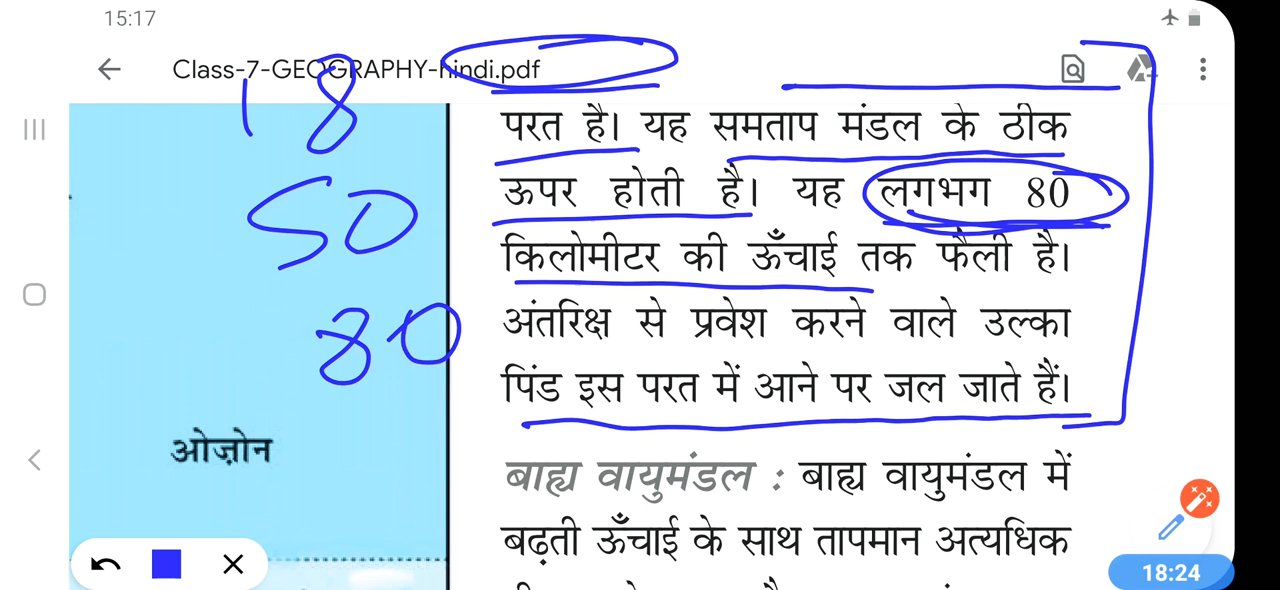 15:17
Class-7-GEOGRAPHY-hindi.pdf
18
50
80
परत है। यह समताप मंडल के ठीक
ऊपर होती है। यह लगभग 80
किलोमीटर की ऊँचाई तक फैली है।
अंतरिक्ष से प्रवेश करने वाले उल्का
पिंड इस परत में आने पर जल जाते हैं।
ओज़ोन
बाह्य वायुमंडल : बाह्य वायुमंडल में
बढ़ती ऊँचाई के साथ तापमान अत्यधिक
18:24